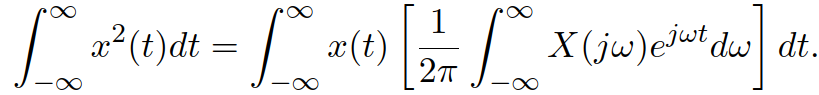 ∫_{-∞}^{∞} x²(t)dt = ∫_{-∞}^{∞} x(t) [ 1/2π ∫_{-∞}^{∞} X(jω)e^{jωt}dω ] dt.